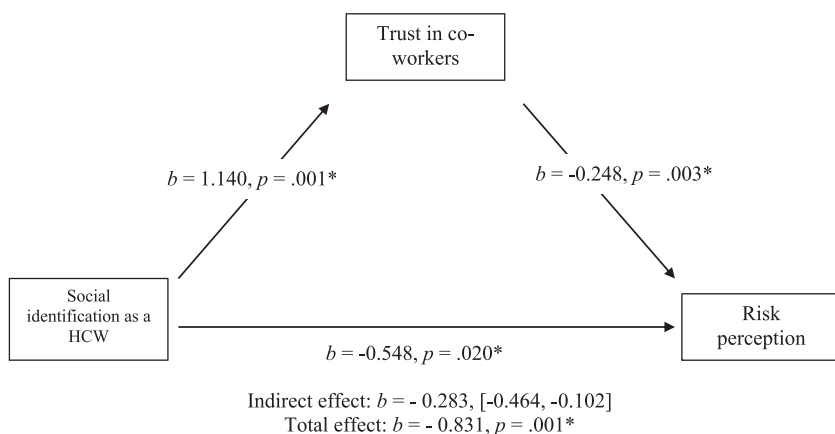 Trust in co-
workers
b = 1.140, p = .001*
b = -0.248, p = .003*
Social
identification as a
HCW
Risk
perception
b = -0.548, p = .020*
Indirect effect: b = - 0.283, [-0.464, -0.102]
Total effect: b = - 0.831, p = .001*